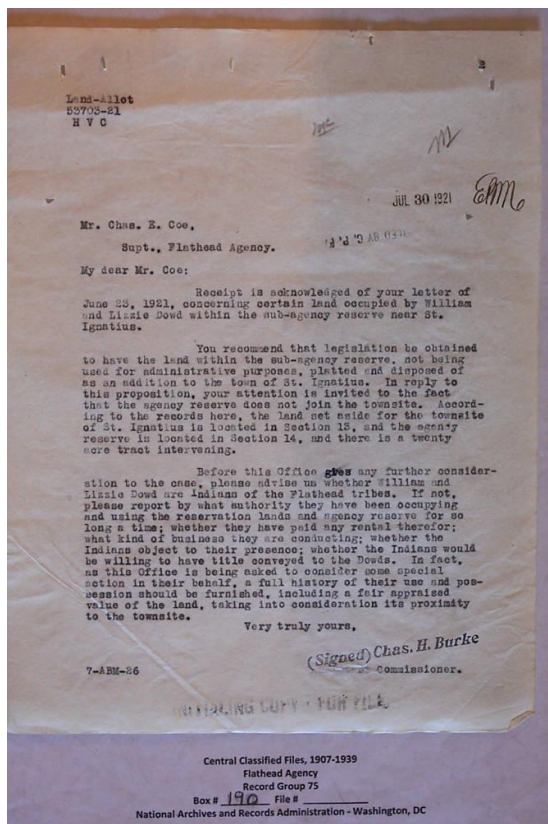 Land-Allot
53703-21
H V C
JUL 30 1921
Mr. Chas. E. Coe,
Supt., Flathead Agency.
My dear Mr. Coe:
Receipt is acknowledged of your letter of
June 23, 1921, concerning certain land occupied by William
and Lizzie Dowd within the sub-agency reserve near St.
Ignatius.
You recommend that legislation be obtained
to have the land within the sub-agency reserve, not being
used for administrative purposes, platted and disposed of
as an addition to the town of St. Ignatius. In reply to
this proposition, your attention is invited to the fact
that the agency reserve does not join the townsite. Accord-
ing to the records here, the land set aside for the townsite
of St. Ignatius is located in Section 13, and the agency
reserve is located in Section 14, and there is a twenty
acre tract intervening.
Before this Office gives any further consider-
ation to the case, please advise us whether William and
Lizzie Dowd are Indians of the Flathead tribes. If not,
please report by what authority they have been occupying
and using the reservation lands and agency reserve for so
long a time; whether they have paid any rental therefor;
what kind of business they are conducting; whether the
Indians object to their presence; whether the Indians would
be willing to have title conveyed to the Dowds. In fact,
as this Office is being asked to consider some special
action in their behalf, a full history of their use and pos-
session should be furnished, including a fair appraised
value of the land, taking into consideration its proximity
to the townsite.
Very truly yours,
(Signed) Chas. H. Burke
Commissioner.
7-ABM-26
INITIALING COPY - FOR FILE
Central Classified Files, 1907-1939
Flathead Agency
Record Group 75
Box # 190 File #
National Archives and Records Administration - Washington, DC